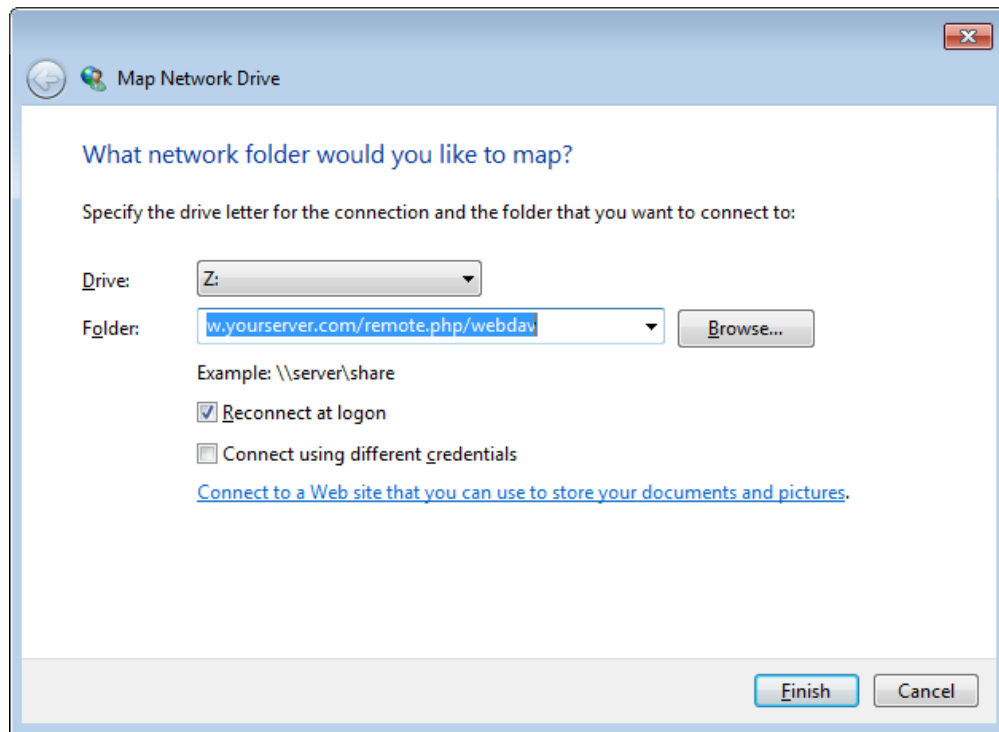 Map Network Drive
What network folder would you like to map?
Specify the drive letter for the connection and the folder that you want to connect to:
Drive: Z:
Folder: w.yourserver.com/remote.php/webdav Browse...
Example: \\server\share
Reconnect at logon
Connect using different credentials
Connect to a Web site that you can use to store your documents and pictures.
Finish Cancel